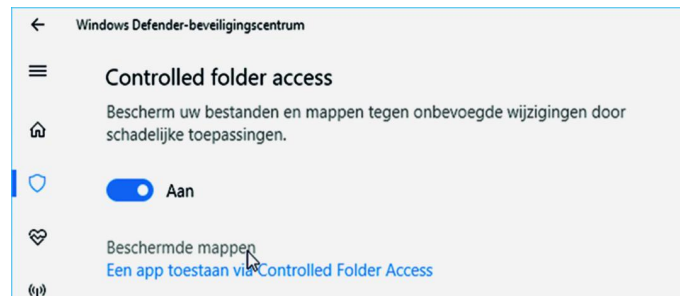 Windows Defender-beveiligingscentrum
Controlled folder access
Bescherm uw bestanden en mappen tegen onbevoegde wijzigingen door
schadelijke toepassingen.
Aan
Beschermde mappen
Een app toestaan via Controlled Folder Access